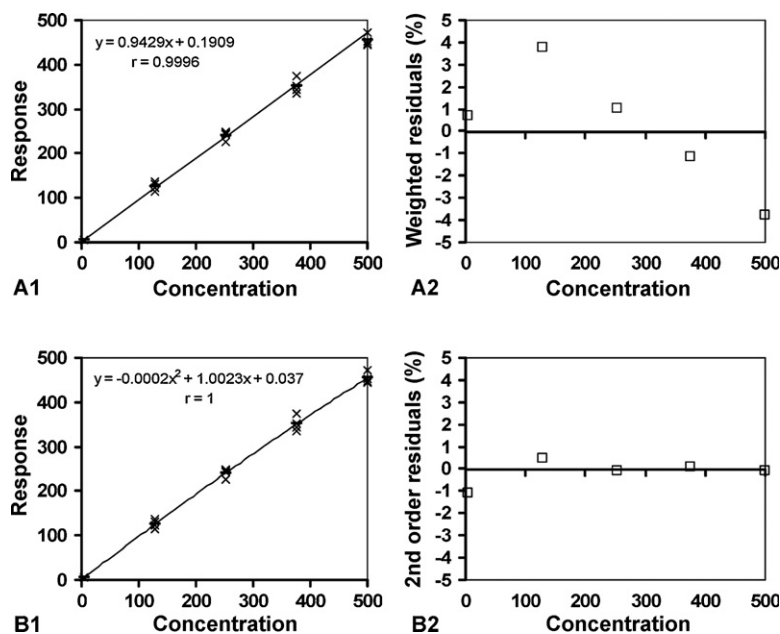 500
400
300
200
100
0
Response
y = 0.9429x + 0.1909
r = 0.9996
0 100 200 300 400 500
A1 Concentration
5
4
3
2
1
0
-1
-2
-3
-4
-5
Weighted residuals (%)
0 100 200 300 400 500
A2 Concentration
500
400
300
200
100
0
Response
y = -0.0002x² + 1.0023x + 0.037
r = 1
0 100 200 300 400 500
B1 Concentration
5
4
3
2
1
0
-1
-2
-3
-4
-5
2nd order residuals (%)
0 100 200 300 400 500
B2 Concentration